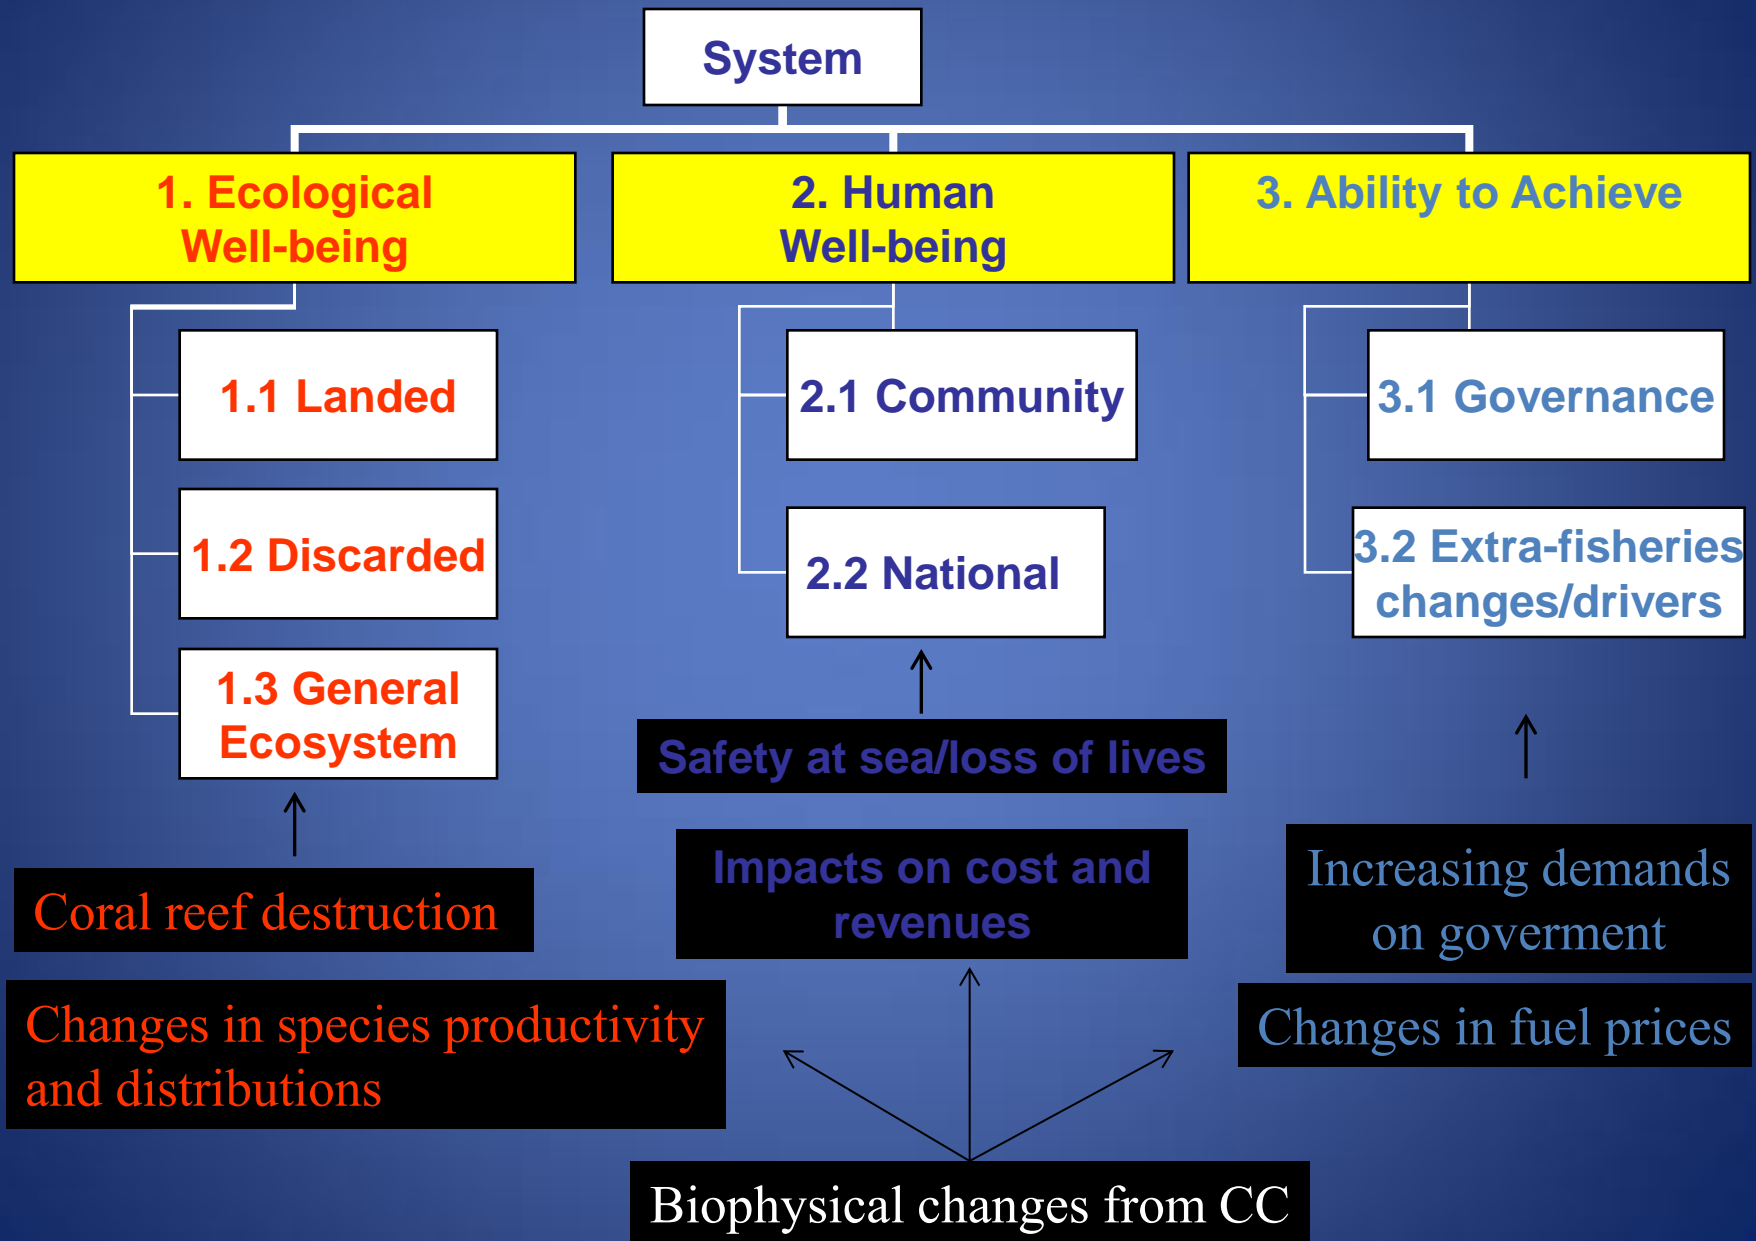 System
1. Ecological
Well-being
2. Human
Well-being
3. Ability to Achieve
1.1 Landed
1.2 Discarded
1.3 General
Ecosystem
2.1 Community
2.2 National
3.1 Governance
3.2 Extra-fisheries
changes/drivers
Safety at sea/loss of lives
Impacts on cost and
revenues
Coral reef destruction
Changes in species productivity
and distributions
Increasing demands
on goverment
Changes in fuel prices
Biophysical changes from CC